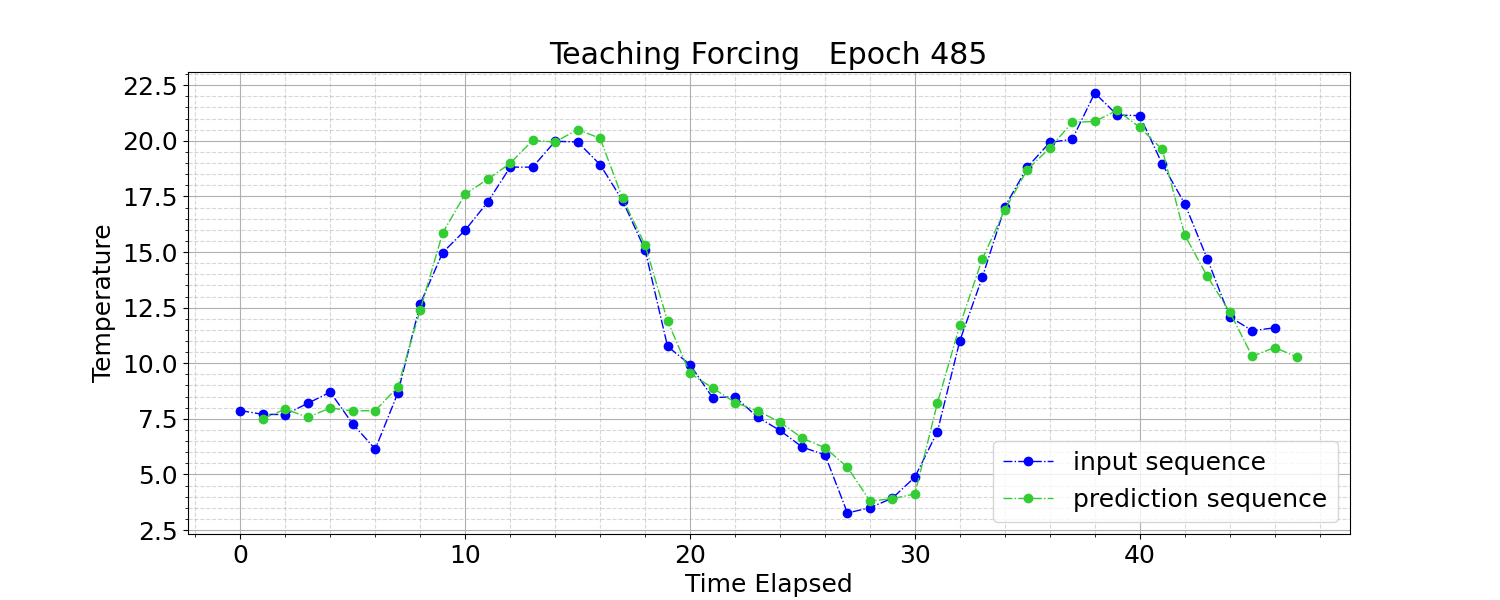 Teaching Forcing   Epoch 485
22.5
20.0
17.5
15.0
12.5
10.0
7.5
5.0
2.5
Temperature
0 10 20 30 40
Time Elapsed
input sequence
prediction sequence